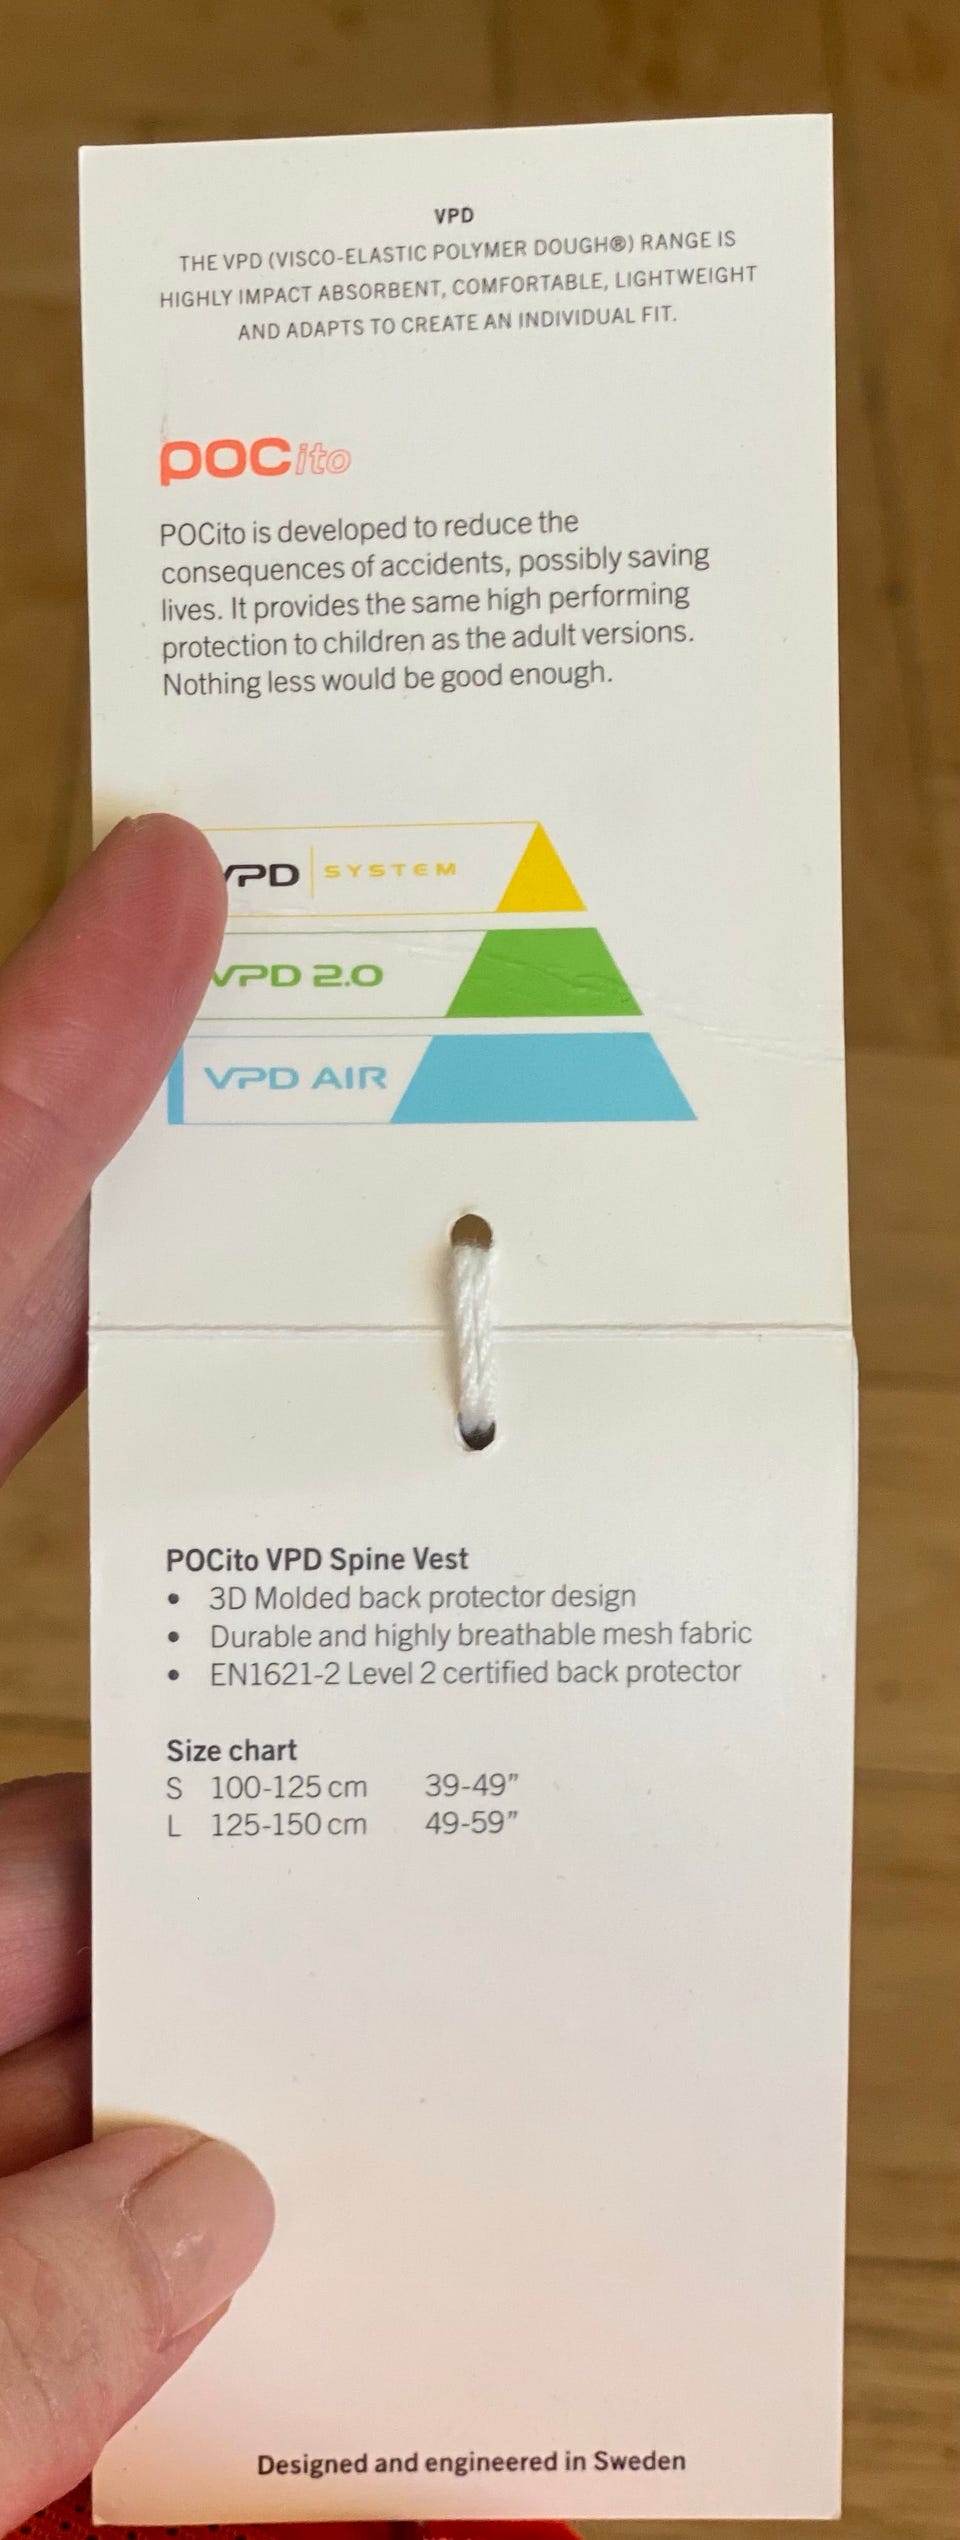 VPD
THE VPD (VISCO-ELASTIC POLYMER DOUGH®) RANGE IS
HIGHLY IMPACT ABSORBENT, COMFORTABLE, LIGHTWEIGHT
AND ADAPTS TO CREATE AN INDIVIDUAL FIT.
POCito
POCito is developed to reduce the
consequences of accidents, possibly saving
lives. It provides the same high performing
protection to children as the adult versions.
Nothing less would be good enough.
VPD SYSTEM
VPD 2.0
VPD AIR
POCito VPD Spine Vest
• 3D Molded back protector design
• Durable and highly breathable mesh fabric
• EN1621-2 Level 2 certified back protector
Size chart
S 100-125 cm 39-49”
L 125-150 cm 49-59”
Designed and engineered in Sweden